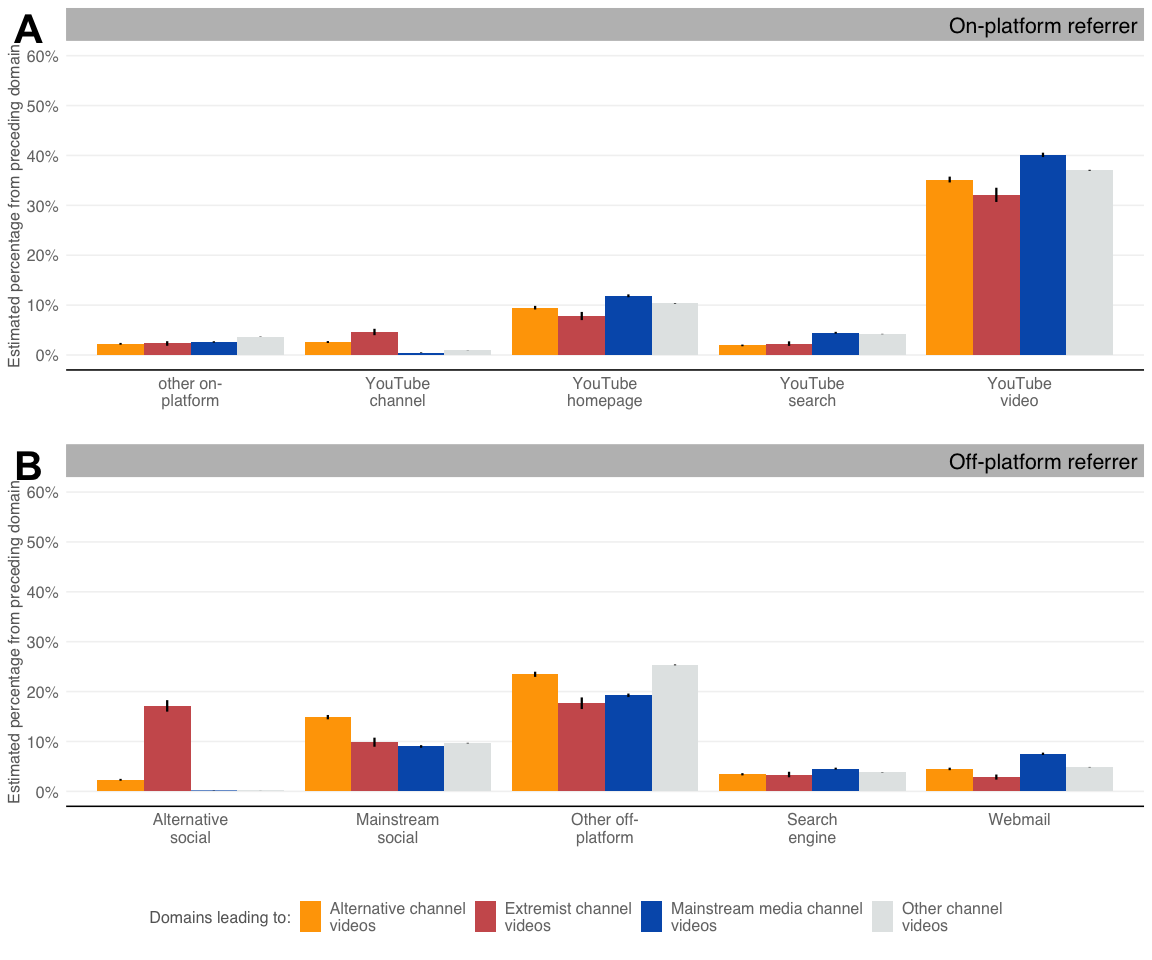 A
On-platform referrer
Estimated percentage from preceding domain
60%
50%
40%
30%
20%
10%
0%
other on-
platform
YouTube
channel
YouTube
homepage
YouTube
search
YouTube
video
B
Off-platform referrer
Estimated percentage from preceding domain
60%
50%
40%
30%
20%
10%
0%
Alternative
social
Mainstream
social
Other off-
platform
Search
engine
Webmail
Domains leading to:
Alternative channel
videos
Extremist channel
videos
Mainstream media channel
videos
Other channel
videos